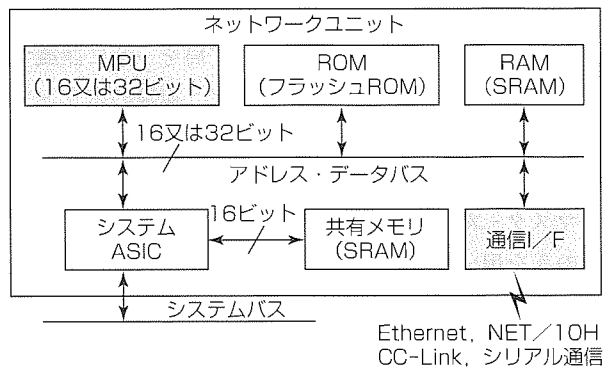 ネットワークユニット
MPU
(16又は32ビット)
ROM
(フラッシュROM)
RAM
(SRAM)
16又は32ビット
アドレス・データバス
システム
ASIC
16ビット
共有メモリ
(SRAM)
通信I/F
システムバス
Ethernet, NET/10H
CC-Link, シリアル通信